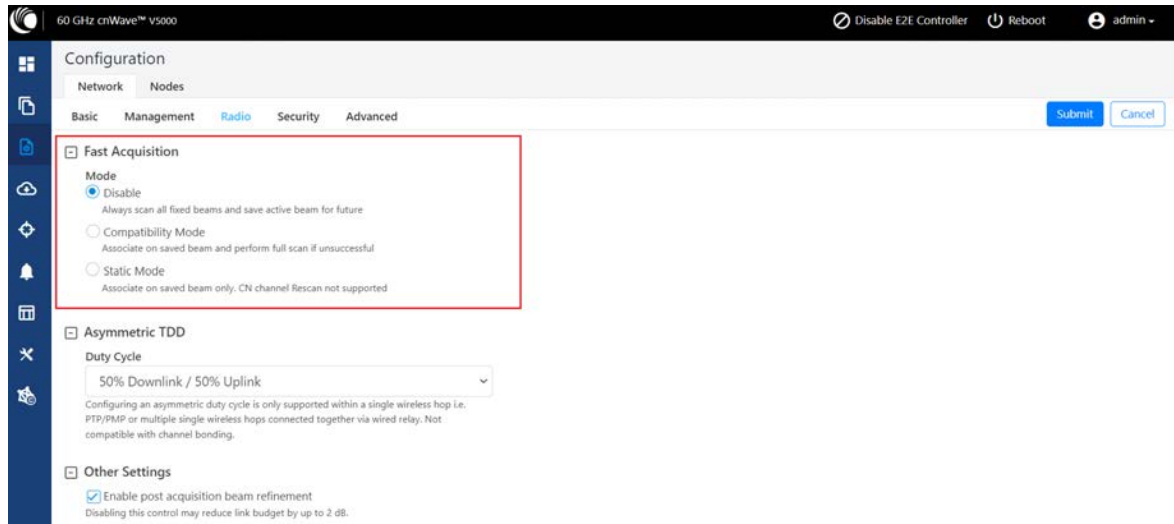 60 GHz cnWave™ V5000
Disable E2E Controller
Reboot
admin
Configuration
Network
Nodes
Basic
Management
Radio
Security
Advanced
Submit
Cancel
Fast Acquisition
Mode
Disable
Always scan all fixed beams and save active beam for future
Compatibility Mode
Associate on saved beam and perform full scan if unsuccessful
Static Mode
Associate on saved beam only. CN channel Rescan not supported
Asymmetric TDD
Duty Cycle
50% Downlink / 50% Uplink
Configuring an asymmetric duty cycle is only supported within a single wireless hop i.e.
PTP/PMP or multiple single wireless hops connected together via wired relay. Not
compatible with channel bonding.
Other Settings
Enable post acquisition beam refinement
Disabling this control may reduce link budget by up to 2 dB.